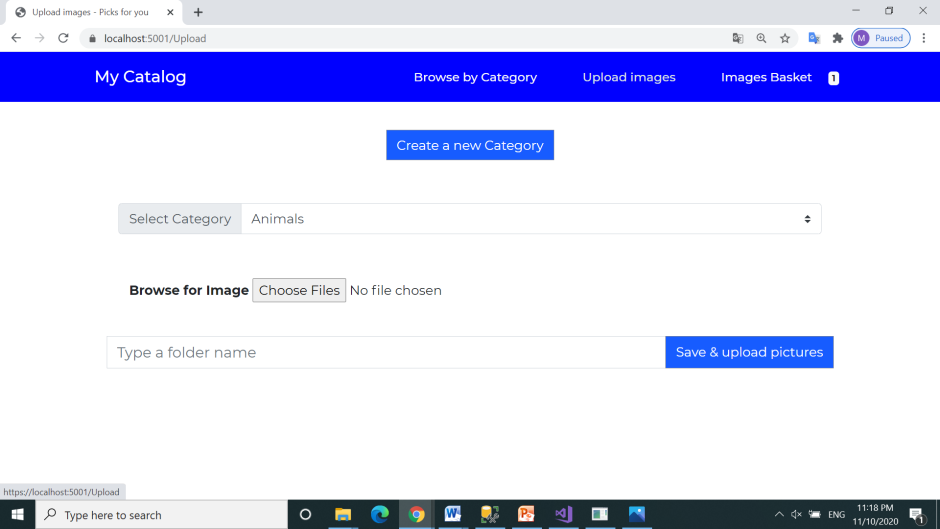 Upload images - Picks for you
localhost:5001/Upload
M Paused
My Catalog Browse by Category Upload images Images Basket 1
Create a new Category
Select Category Animals
Browse for Image Choose Files No file chosen
Type a folder name Save & upload pictures
https://localhost:5001/Upload
Type here to search
ENG
11:18 PM
11/10/2020
1